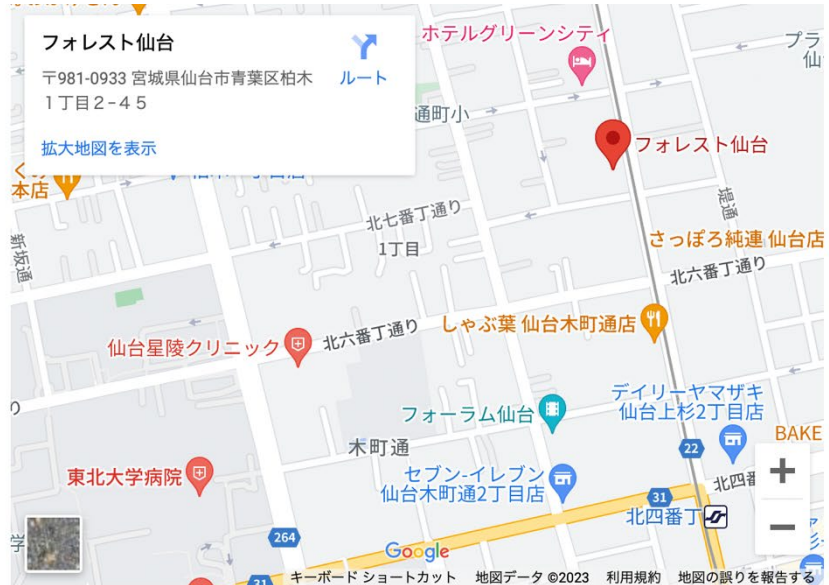 フォレスト仙台
〒981-0933 宮城県仙台市青葉区柏木
1丁目2-45
ルート
拡大地図を表示
ホテルグリーンシティ
プラ
仙
通町小
フォレスト仙台
本店
北七番丁通り
1丁目
堤通
新坂通
さっぽろ純連 仙台店
北六番丁通り
しゃぶ葉 仙台木町通店
北六番丁通り
仙台星陵クリニック
デイリーヤマザキ
仙台上杉2丁目店
フォーラム仙台
BAKE
木町通
22
東北大学病院
セブン-イレブン
仙台木町通2丁目店
31
北四番
北四番丁
264
Google
31
キーボード ショートカット
地図データ ©2023
利用規約
地図の誤りを報告する